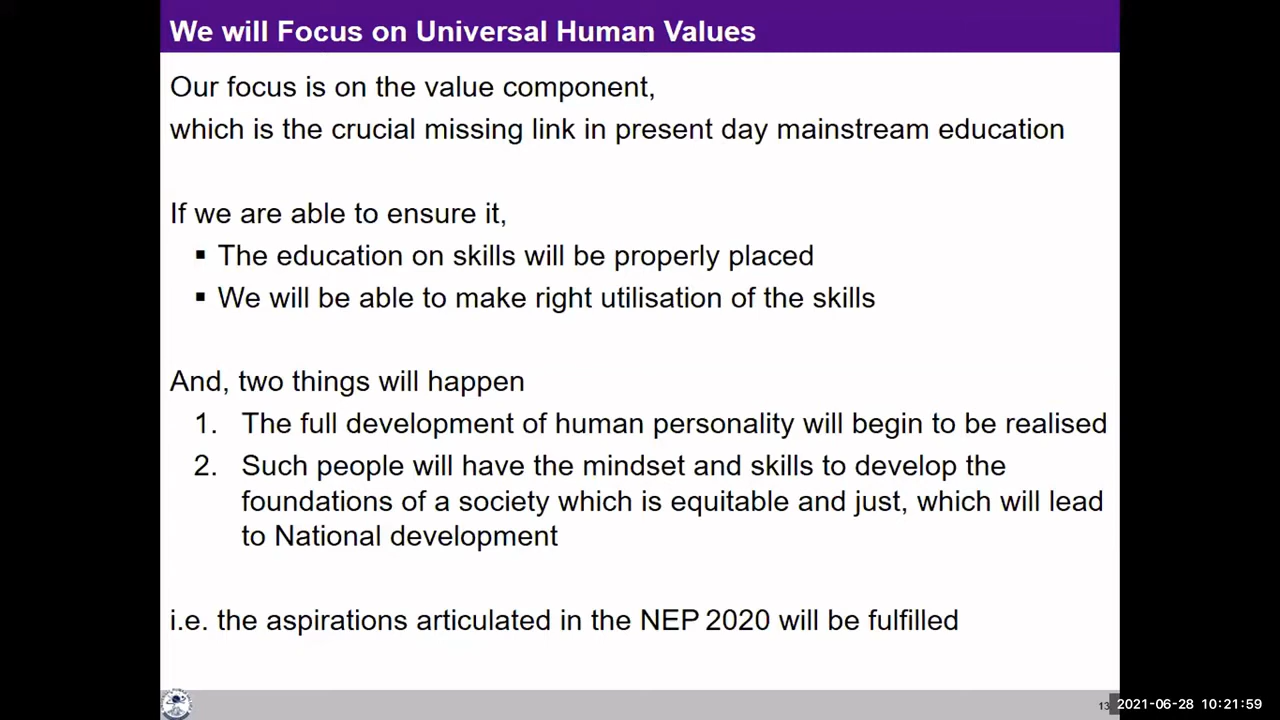 We will Focus on Universal Human Values
Our focus is on the value component,
which is the crucial missing link in present day mainstream education
If we are able to ensure it,
▪ The education on skills will be properly placed
▪ We will be able to make right utilisation of the skills
And, two things will happen
1. The full development of human personality will begin to be realised
2. Such people will have the mindset and skills to develop the
foundations of a society which is equitable and just, which will lead
to National development
i.e. the aspirations articulated in the NEP 2020 will be fulfilled
13
2021-06-28 10:21:59